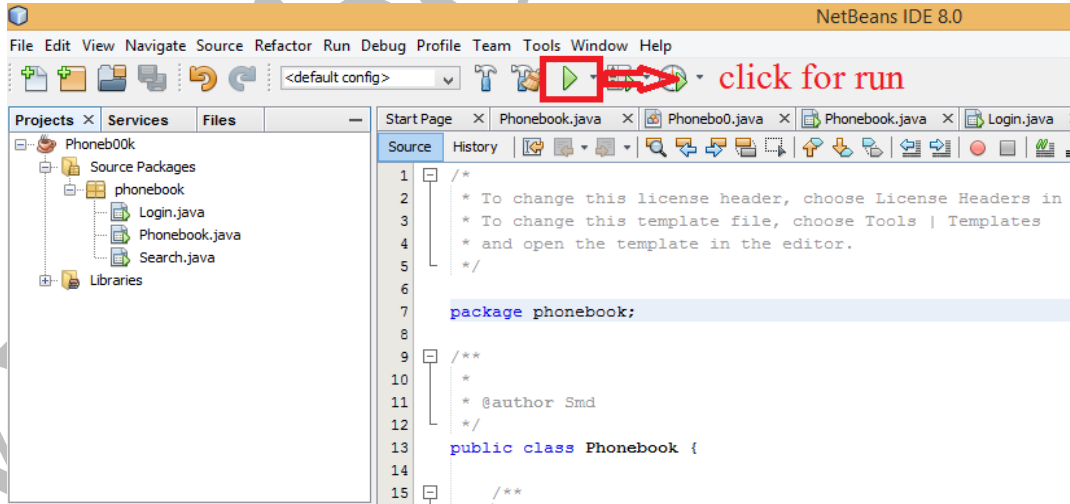 NetBeans IDE 8.0
File Edit View Navigate Source Refactor Run Debug Profile Team Tools Window Help
<default config> click for run
Projects Services Files
Start Page Phonebook.java Phonebo0.java Phonebook.java Login.java
Phoneb00k
Source Packages
phonebook
Login.java
Phonebook.java
Search.java
Libraries
Source History
1 /*
2 * To change this license header, choose License Headers in
3 * To change this template file, choose Tools | Templates
4 * and open the template in the editor.
5 */
6
7 package phonebook;
8
9 /**
10 *
11 * @author Smd
12 */
13 public class Phonebook {
14
15 /**